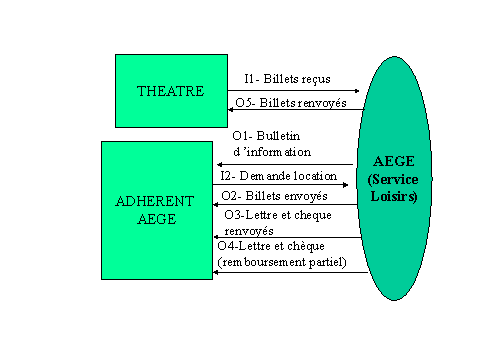 THEATRE
I1- Billets reçus
O5- Billets renvoyés
O1- Bulletin
d 'information
AEGE
(Service
Loisirs)
ADHERENT
AEGE
I2- Demande location
O2- Billets envoyés
O3-Lettre et cheque
renvoyés
O4-Lettre et chèque
(remboursement partiel)